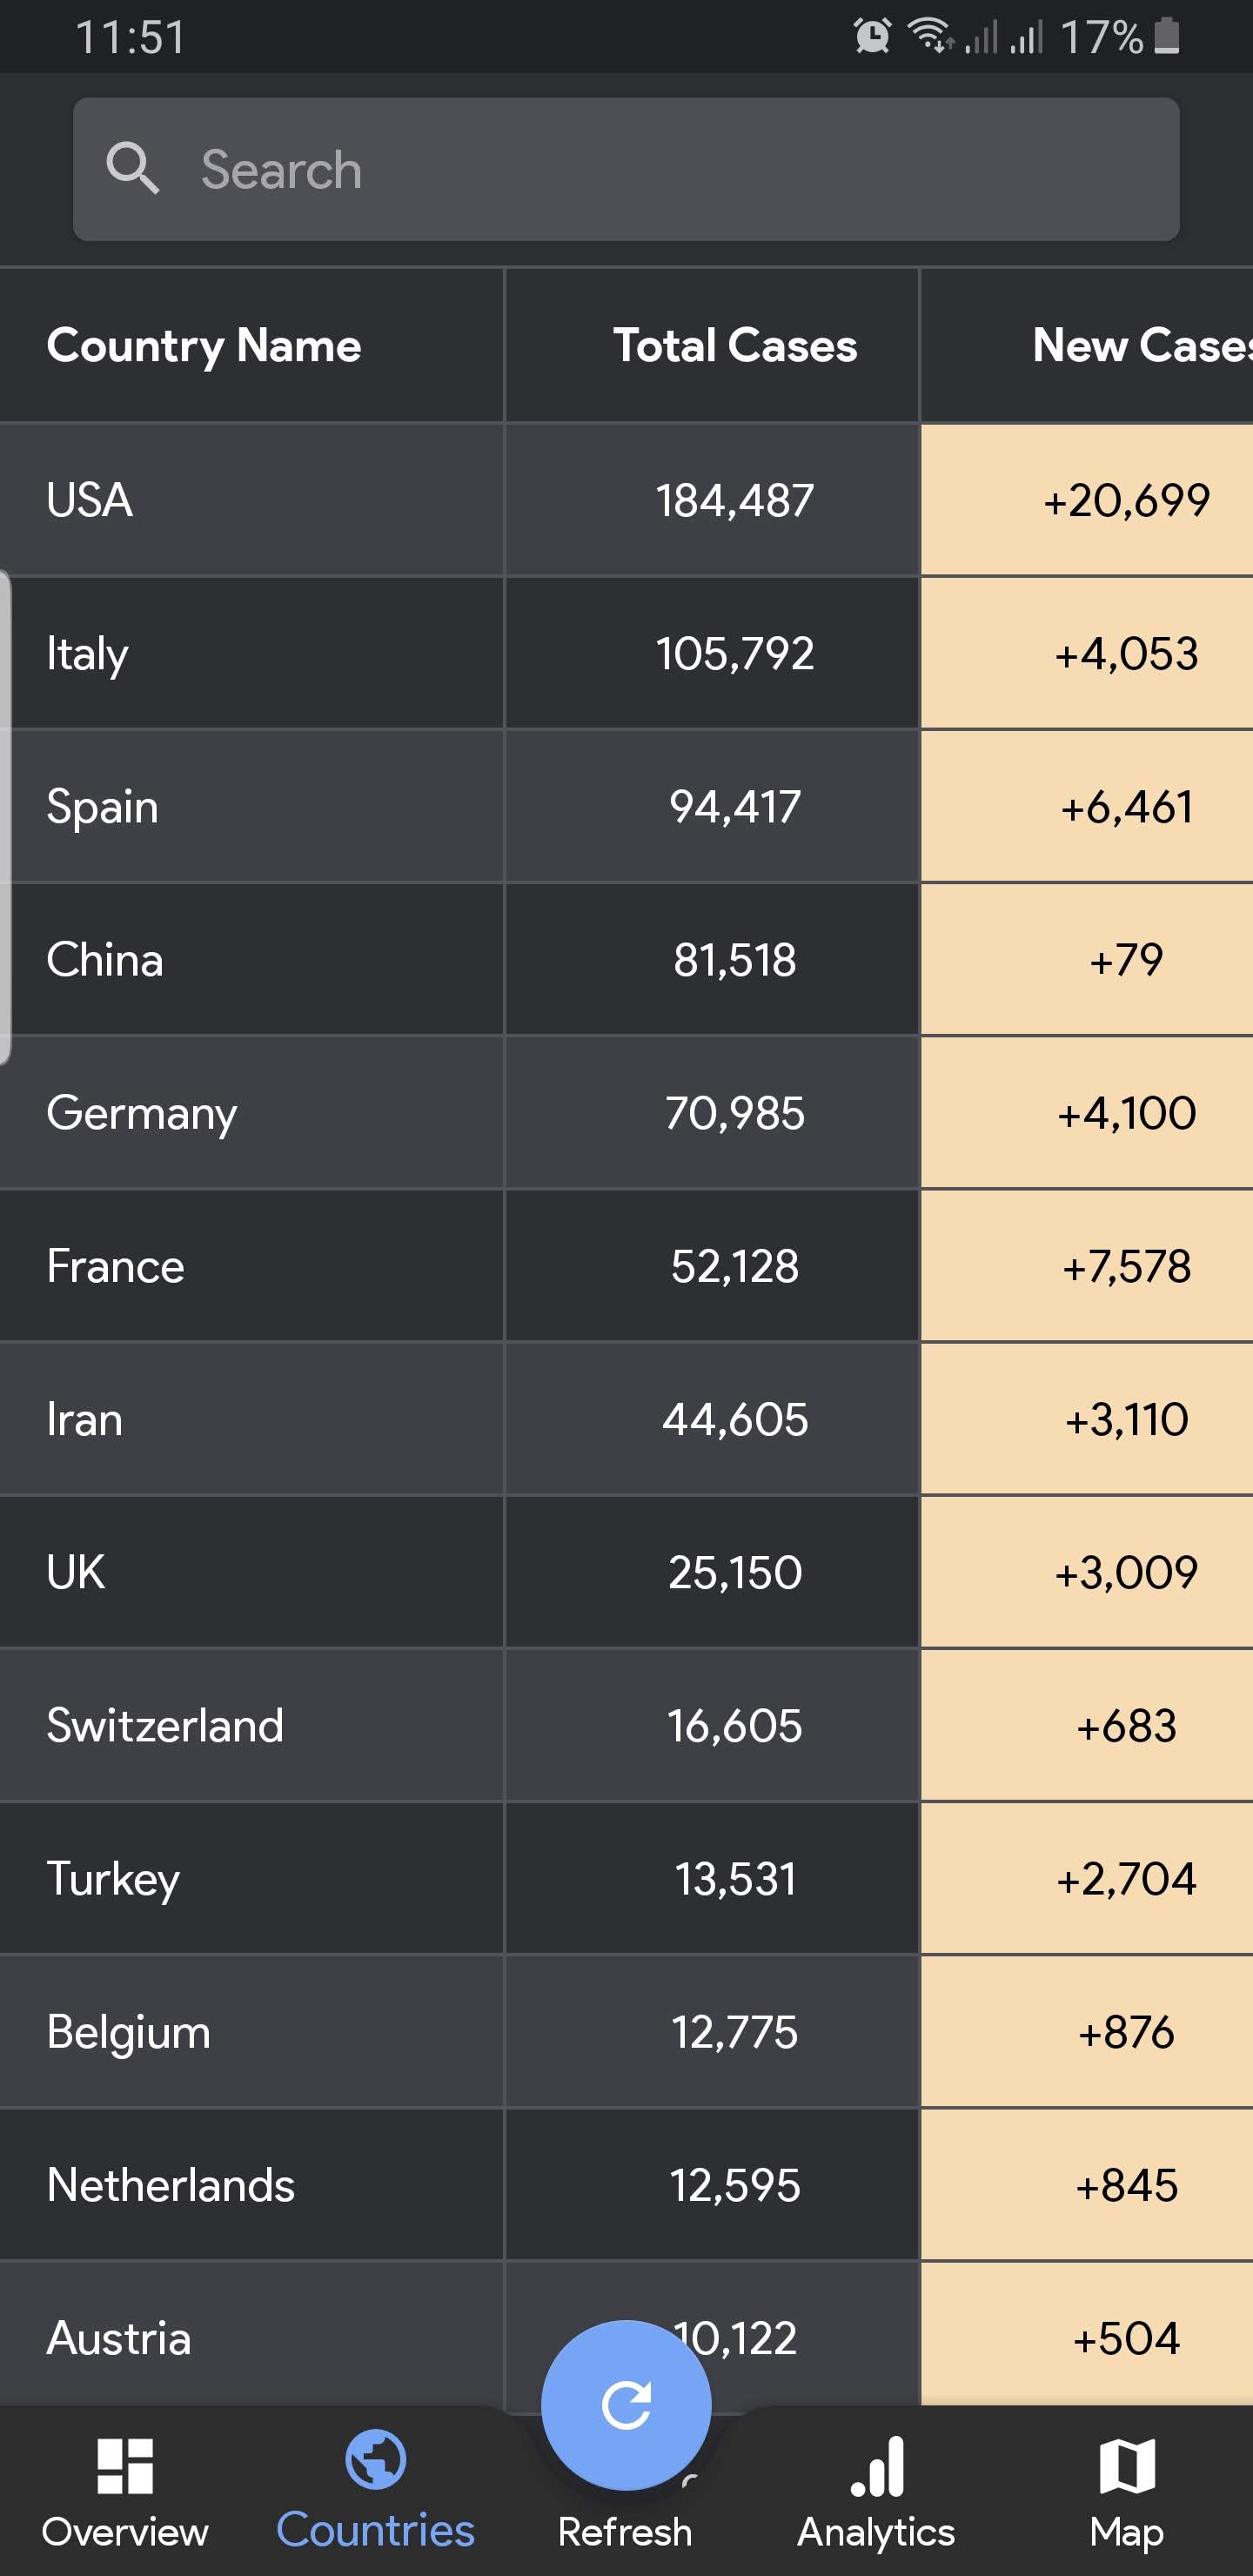 11:51 17%
Search
Country Name Total Cases New Cases
USA 184,487 +20,699
Italy 105,792 +4,053
Spain 94,417 +6,461
China 81,518 +79
Germany 70,985 +4,100
France 52,128 +7,578
Iran 44,605 +3,110
UK 25,150 +3,009
Switzerland 16,605 +683
Turkey 13,531 +2,704
Belgium 12,775 +876
Netherlands 12,595 +845
Austria 10,122 +504
Overview Countries Refresh Analytics Map